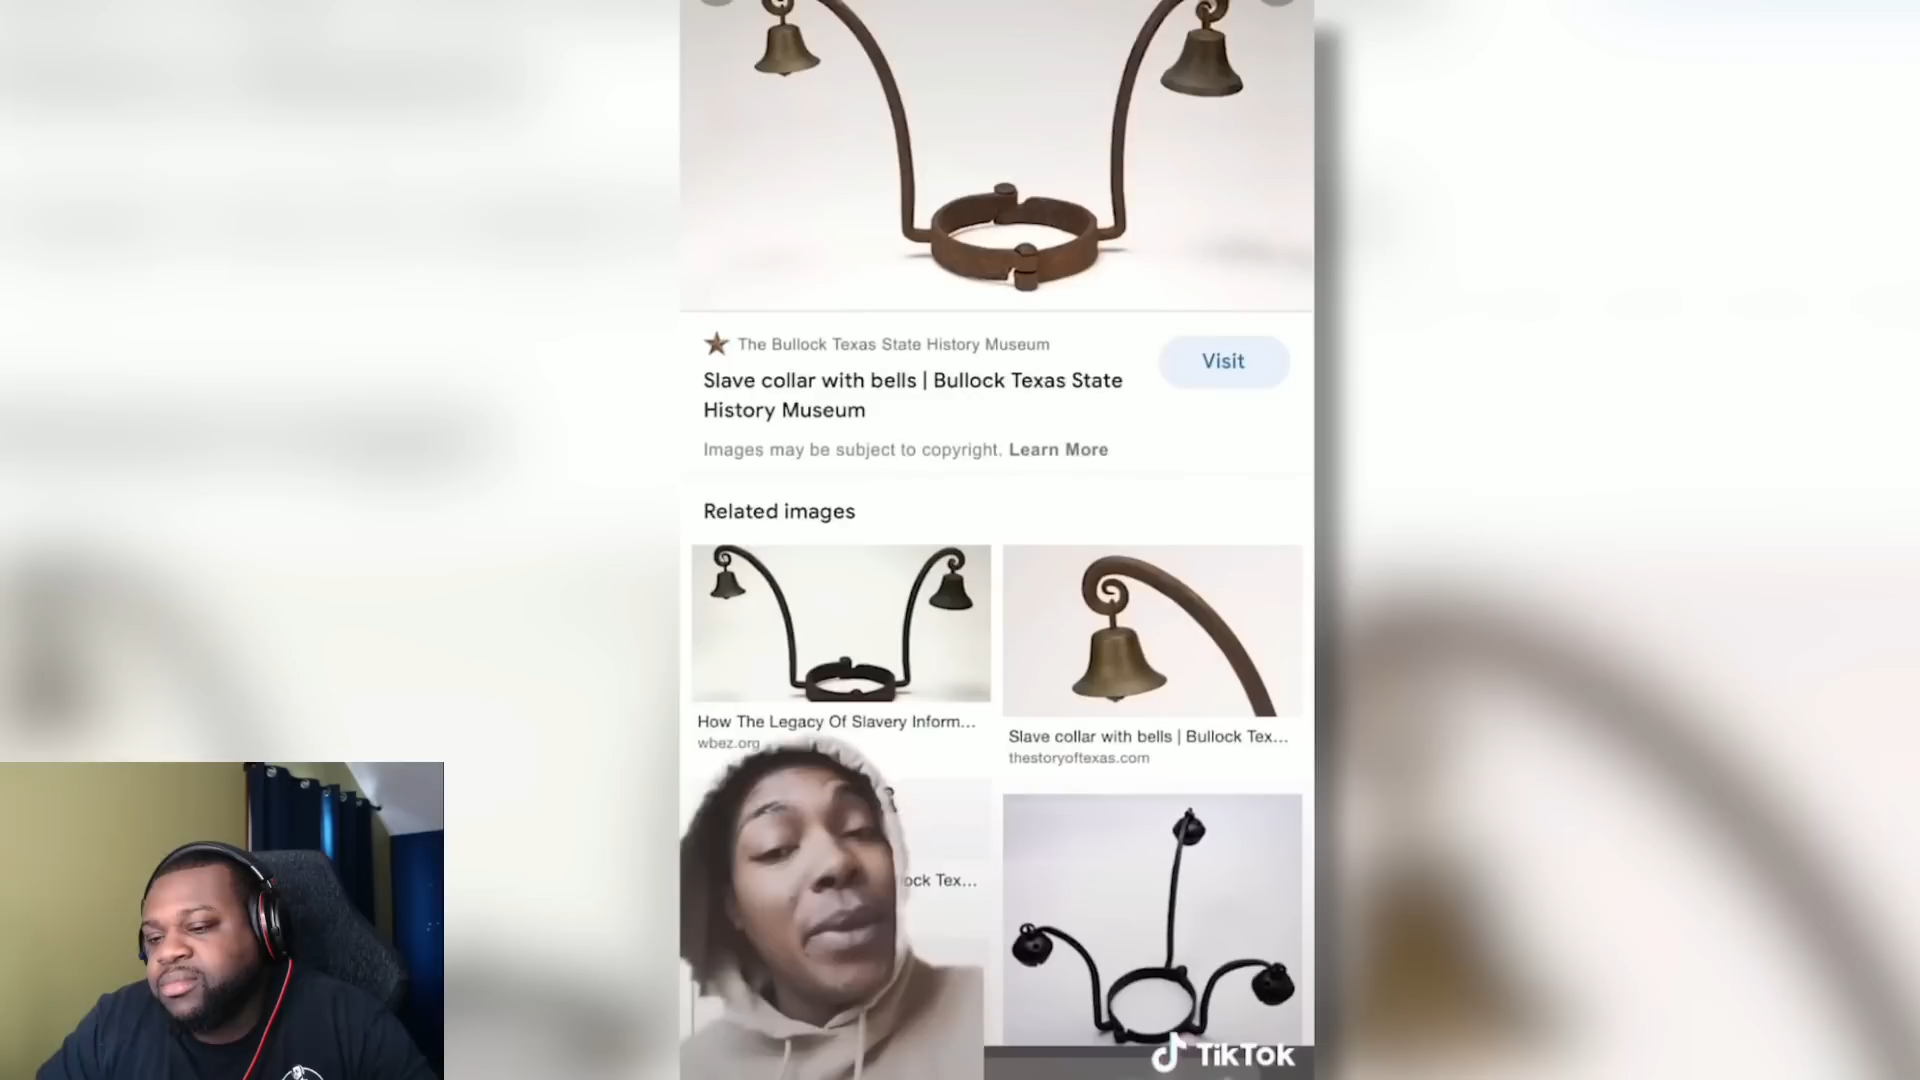 The Bullock Texas State History Museum
Visit
Slave collar with bells | Bullock Texas State
History Museum
Images may be subject to copyright. Learn More
Related images
How The Legacy Of Slavery Inform...
wbez.org
Slave collar with bells | Bullock Tex...
thestoryoftexas.com
ock Tex...
TikTok